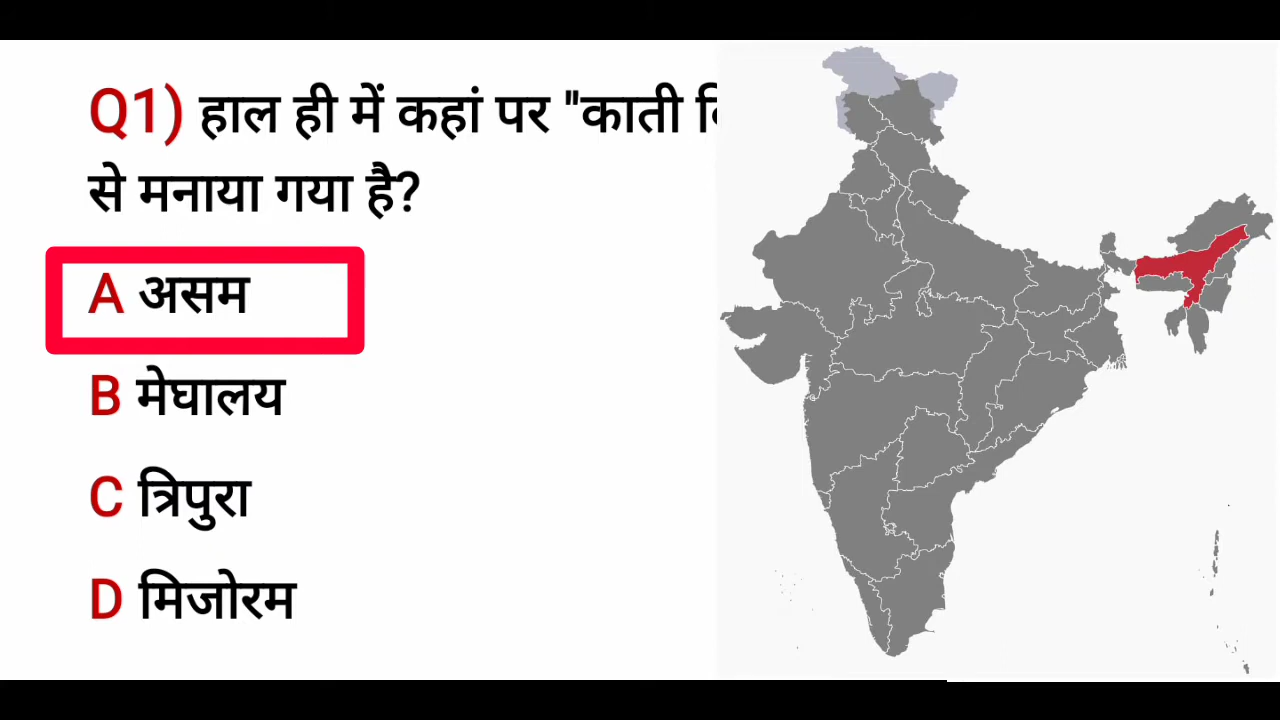 Q1) हाल ही में कहां पर "काती
से मनाया गया है?
A असम
B मेघालय
C त्रिपुरा
D मिजोरम